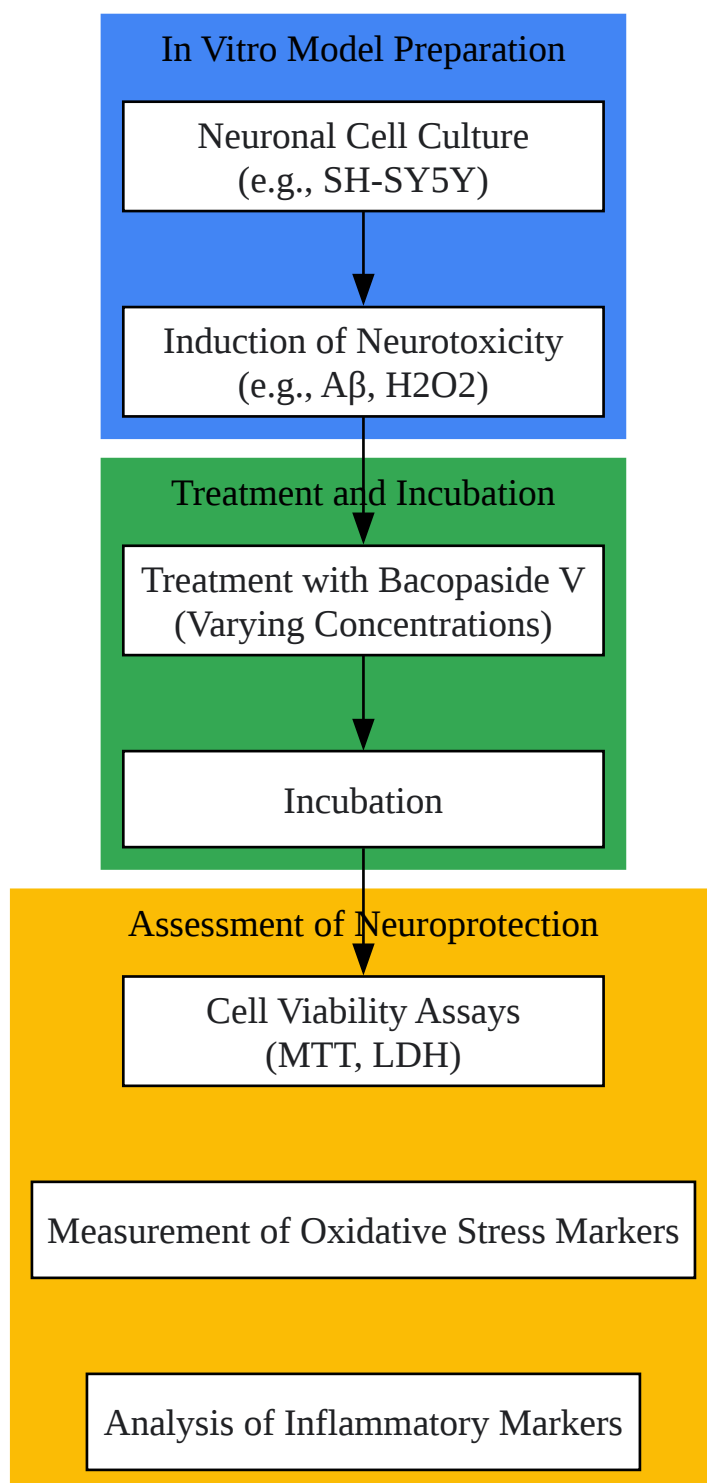 In Vitro Model Preparation
Neuronal Cell Culture
(e.g., SH-SY5Y)
Induction of Neurotoxicity
(e.g., Aβ, H2O2)
Treatment and Incubation
Treatment with Bacopaside V
(Varying Concentrations)
Incubation
Assessment of Neuroprotection
Cell Viability Assays
(MTT, LDH)
Measurement of Oxidative Stress Markers
Analysis of Inflammatory Markers